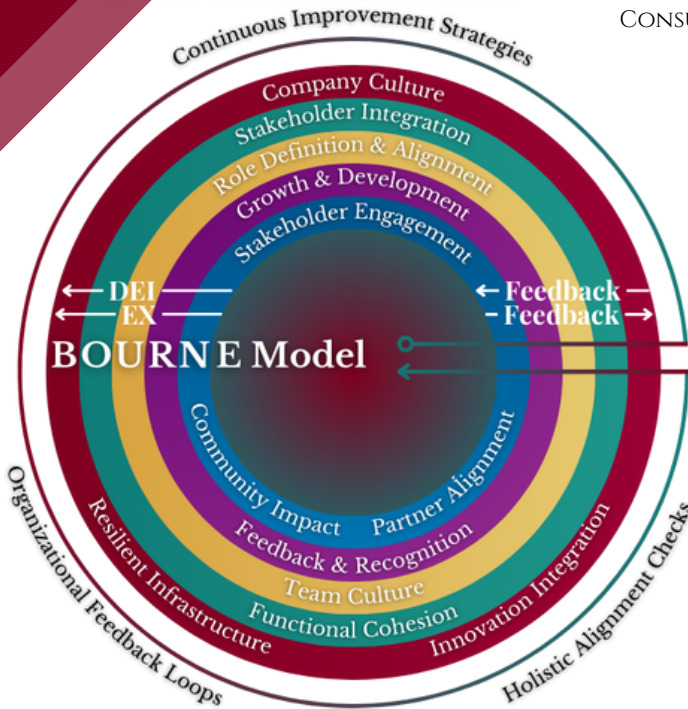 Continuous Improvement Strategies
Company Culture
Stakeholder Integration
Role Definition & Alignment
Growth & Development
Stakeholder Engagement
DEI
EX
Feedback
Feedback
BOURNE Model
Community Impact
Partner Alignment
Feedback & Recognition
Team Culture
Functional Cohesion
Resilient Infrastructure
Innovation Integration
Organizational Feedback Loops
Holistic Alignment Checks